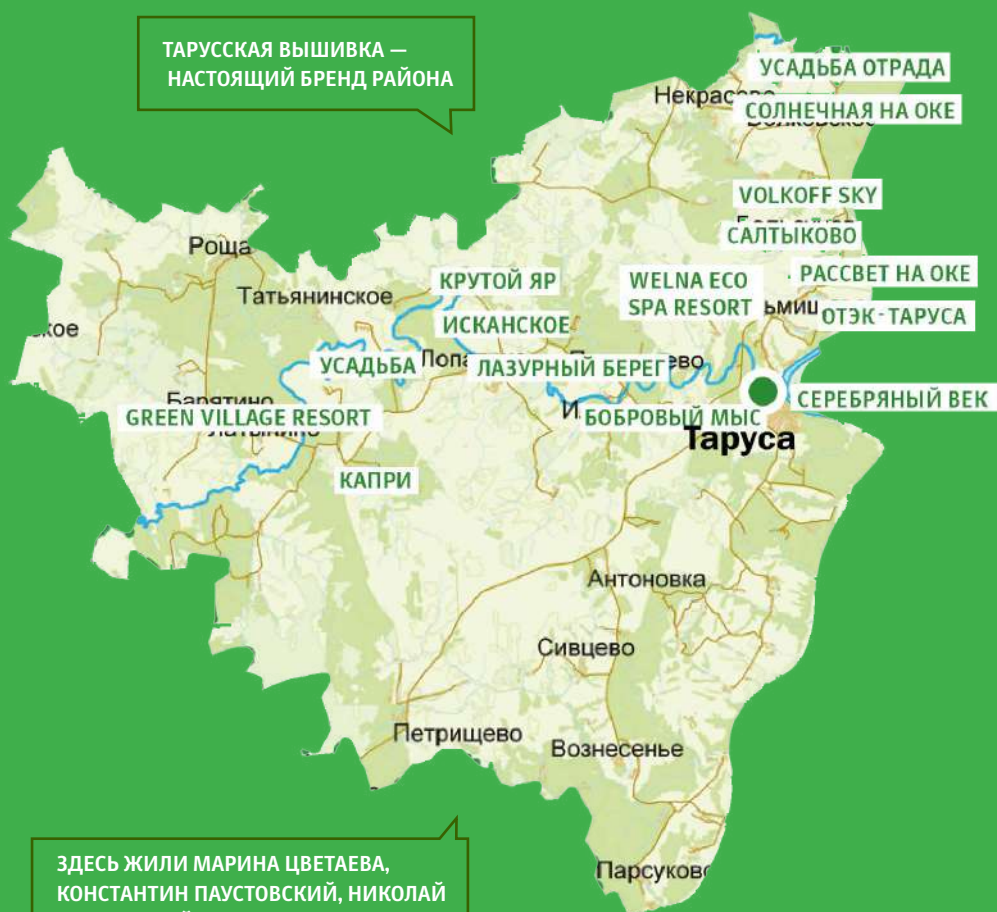 ТАРУССКАЯ ВЫШИВКА —
НАСТОЯЩИЙ БРЕНД РАЙОНА
УСАДЬБА ОТРАДА
СОЛНЕЧНАЯ НА ОКЕ
VOLKOFF SKY
САЛТЫКОВО
Роща
РАССВЕТ НА ОКЕ
КРУТОЙ ЯР
WELNA ECO
SPA RESORT
Татьянинское
ОТЭК-ТАРУСА
ИСКАНСКОЕ
УСАДЬБА
ЛАЗУРНЫЙ БЕРЕГ
СЕРЕБРЯНЫЙ ВЕК
Барятино
GREEN VILLAGE RESORT
БОБРОВЫЙ МЫС
Таруса
КАПРИ
Антоновка
Сивцево
Петрищево
Вознесенье
ЗДЕСЬ ЖИЛИ МАРИНА ЦВЕТАЕВА,
КОНСТАНТИН ПАУСТОВСКИЙ, НИКОЛАЙ